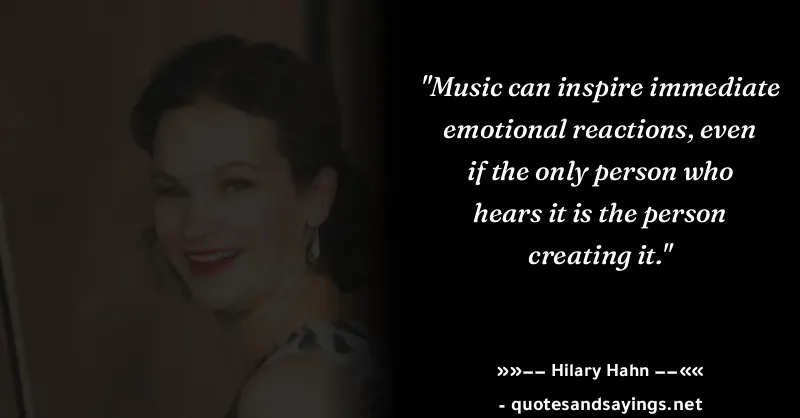 "Music can inspire immediate
emotional reactions, even
if the only person who
hears it is the person
creating it."
»»−− Hilary Hahn −−««
- quotesandsayings.net